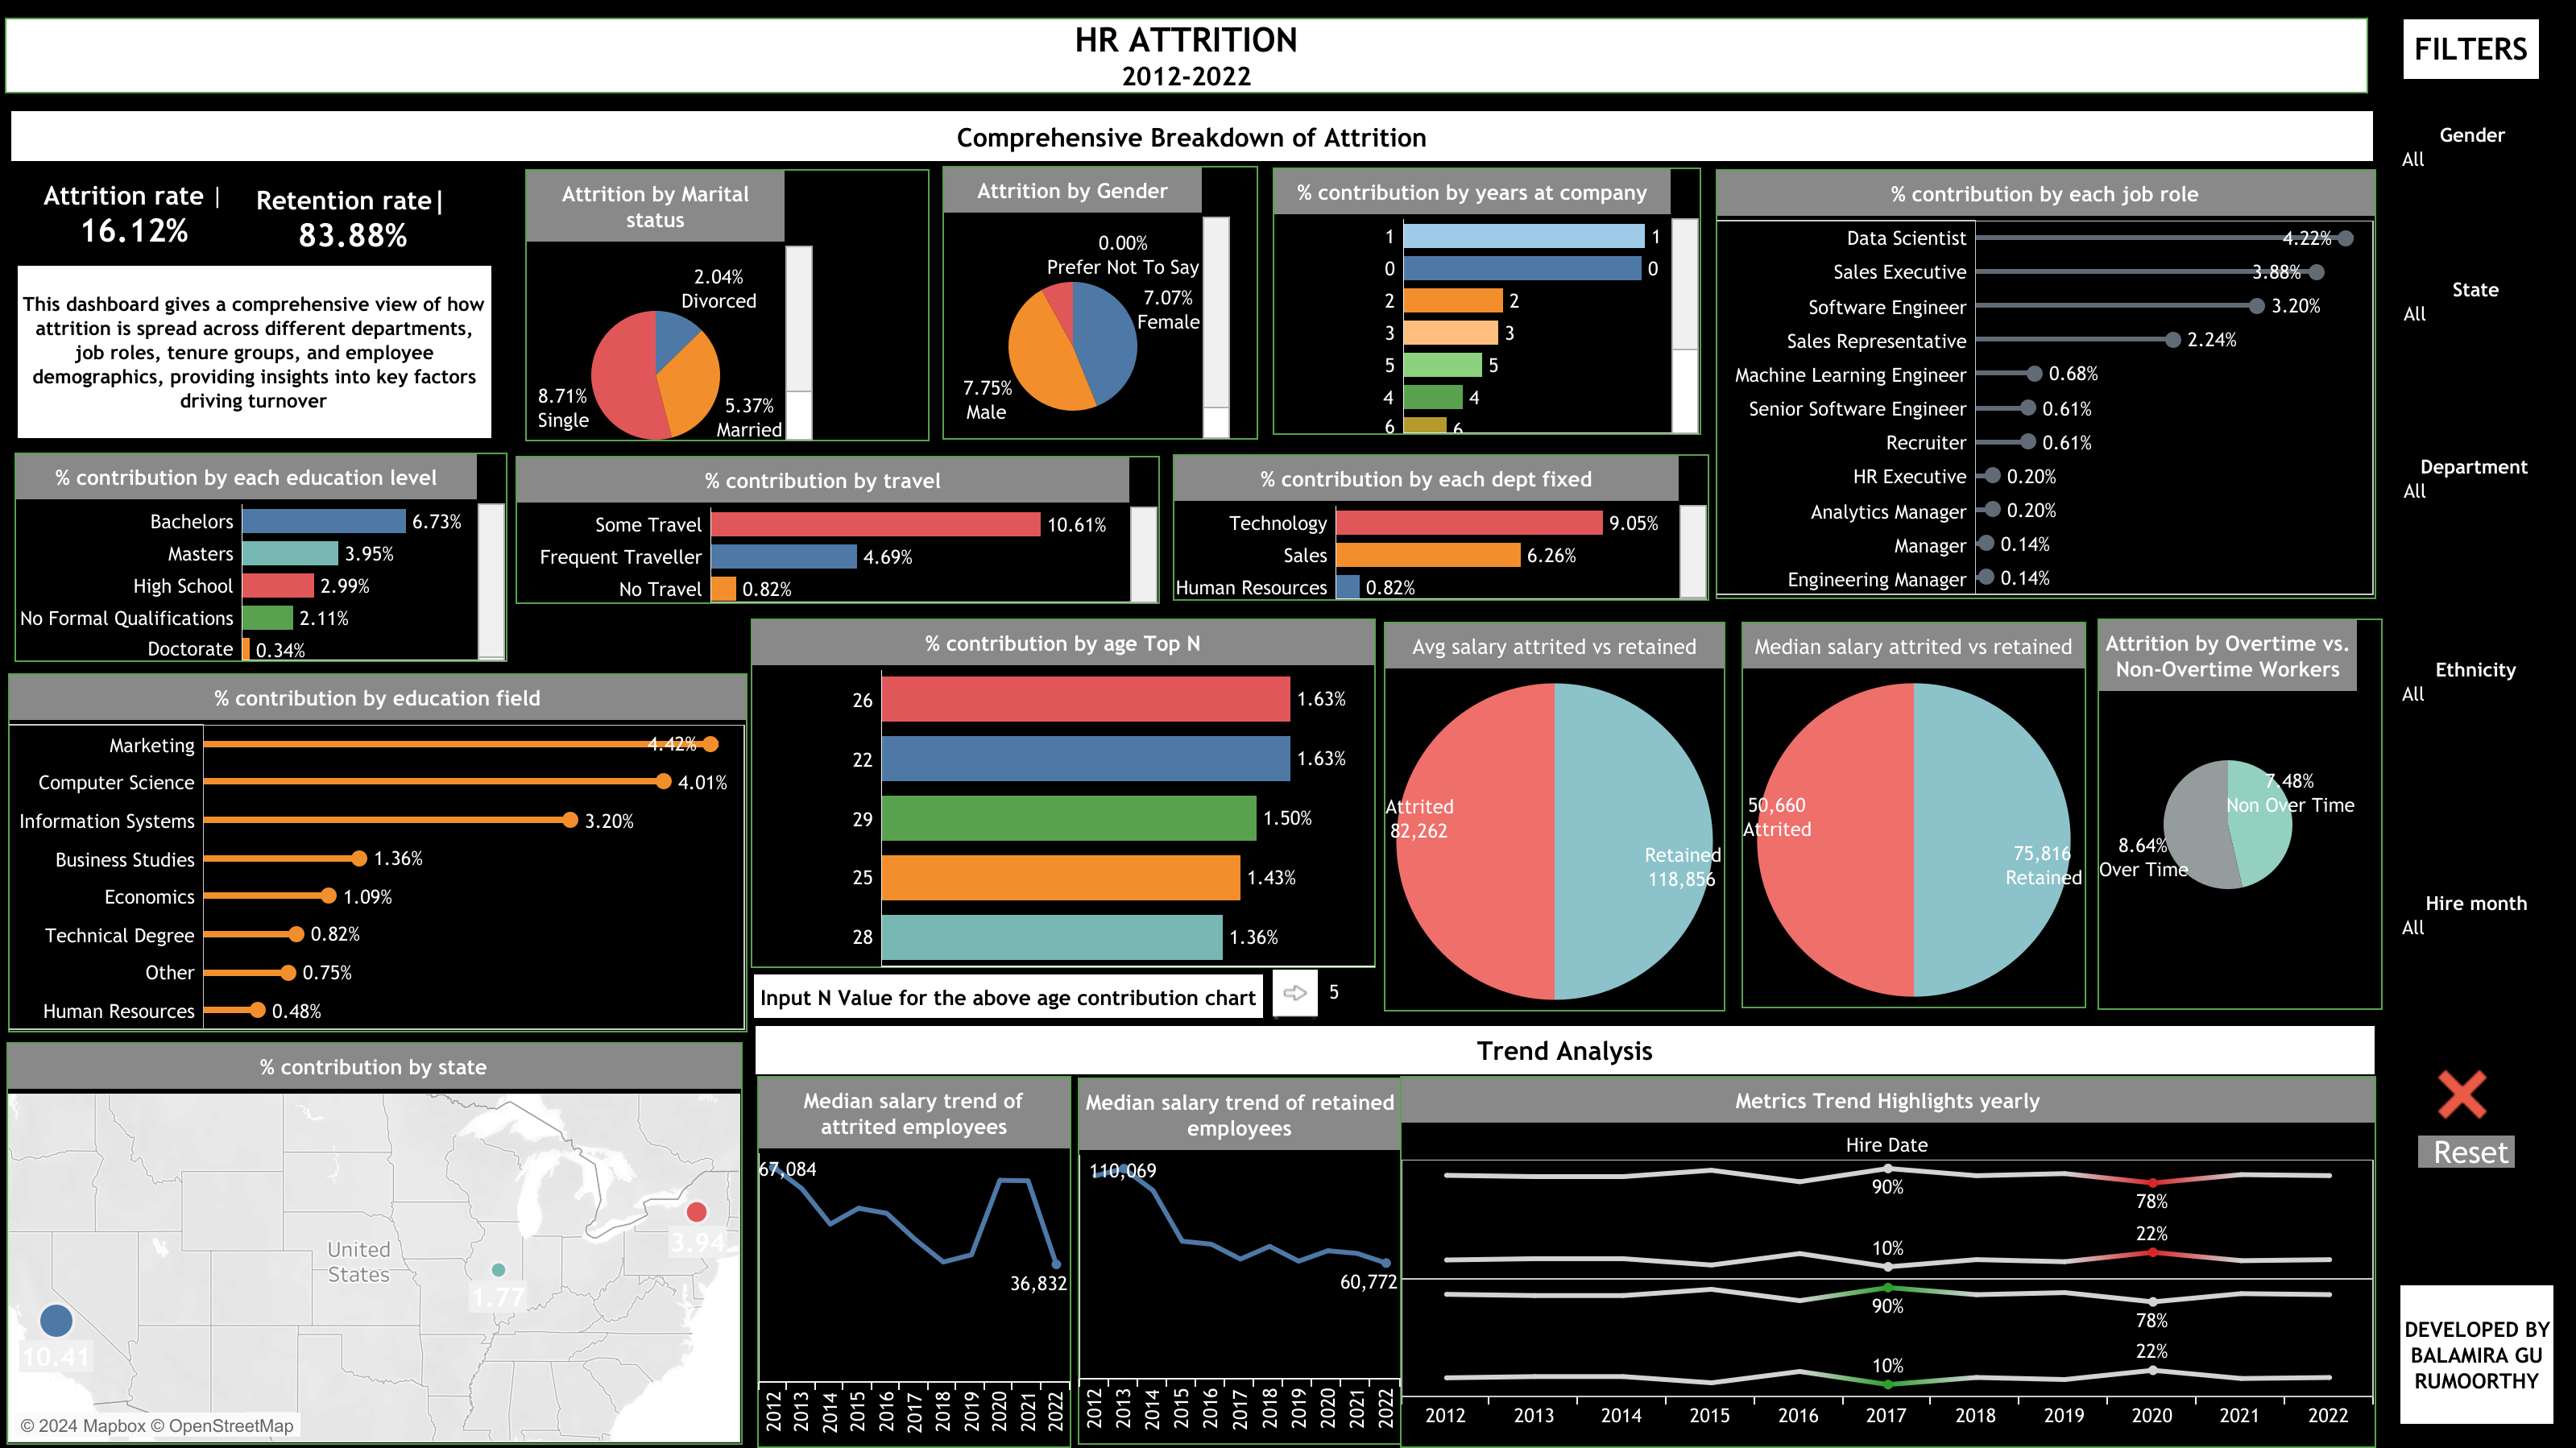 HR ATTRITION
2012-2022
FILTERS
Comprehensive Breakdown of Attrition
Attrition rate |
16.12%
Retention rate|
83.88%
This dashboard gives a comprehensive view of how
attrition is spread across different departments,
job roles, tenure groups, and employee
demographics, providing insights into key factors
driving turnover
Attrition by Marital
status
2.04%
Divorced
8.71%
Single
5.37%
Married
Attrition by Gender
0.00%
Prefer Not To Say
7.07%
Female
7.75%
Male
% contribution by years at company
1 1
0 0
2 2
3 3
5 5
4 4
6 6
% contribution by each job role
Data Scientist 4.22%
Sales Executive 3.88%
Software Engineer 3.20%
Sales Representative 2.24%
Machine Learning Engineer 0.68%
Senior Software Engineer 0.61%
Recruiter 0.61%
HR Executive 0.20%
Analytics Manager 0.20%
Manager 0.14%
Engineering Manager 0.14%
% contribution by each education level
Bachelors 6.73%
Masters 3.95%
High School 2.99%
No Formal Qualifications 2.11%
Doctorate 0.34%
% contribution by travel
Some Travel 10.61%
Frequent Traveller 4.69%
No Travel 0.82%
% contribution by each dept fixed
Technology 9.05%
Sales 6.26%
Human Resources 0.82%
% contribution by education field
Marketing 4.42%
Computer Science 4.01%
Information Systems 3.20%
Business Studies 1.36%
Economics 1.09%
Technical Degree 0.82%
Other 0.75%
Human Resources 0.48%
% contribution by age Top N
26 1.63%
22 1.63%
29 1.50%
25 1.43%
28 1.36%
Input N Value for the above age contribution chart
5
Avg salary attrited vs retained
Attrited
82,262
Retained
118,856
Median salary attrited vs retained
50,660
Attrited
75,816
Retained
Attrition by Overtime vs.
Non-Overtime Workers
7.48%
Non Over Time
8.64%
Over Time
% contribution by state
United
States
3.94
1.77
10.41
© 2024 Mapbox © OpenStreetMap
Trend Analysis
Median salary trend of
attrited employees
67,084
36,832
2012 2013 2014 2015 2016 2017 2018 2019 2020 2021 2022
Median salary trend of retained
employees
110,069
60,772
2012 2013 2014 2015 2016 2017 2018 2019 2020 2021 2022
Metrics Trend Highlights yearly
Hire Date
90%
78%
22%
10%
90%
78%
22%
10%
2012 2013 2014 2015 2016 2017 2018 2019 2020 2021 2022
Gender
All
State
All
Department
All
Ethnicity
All
Hire month
All
Reset
DEVELOPED BY
BALAMIRA GU
RUMOORTHY